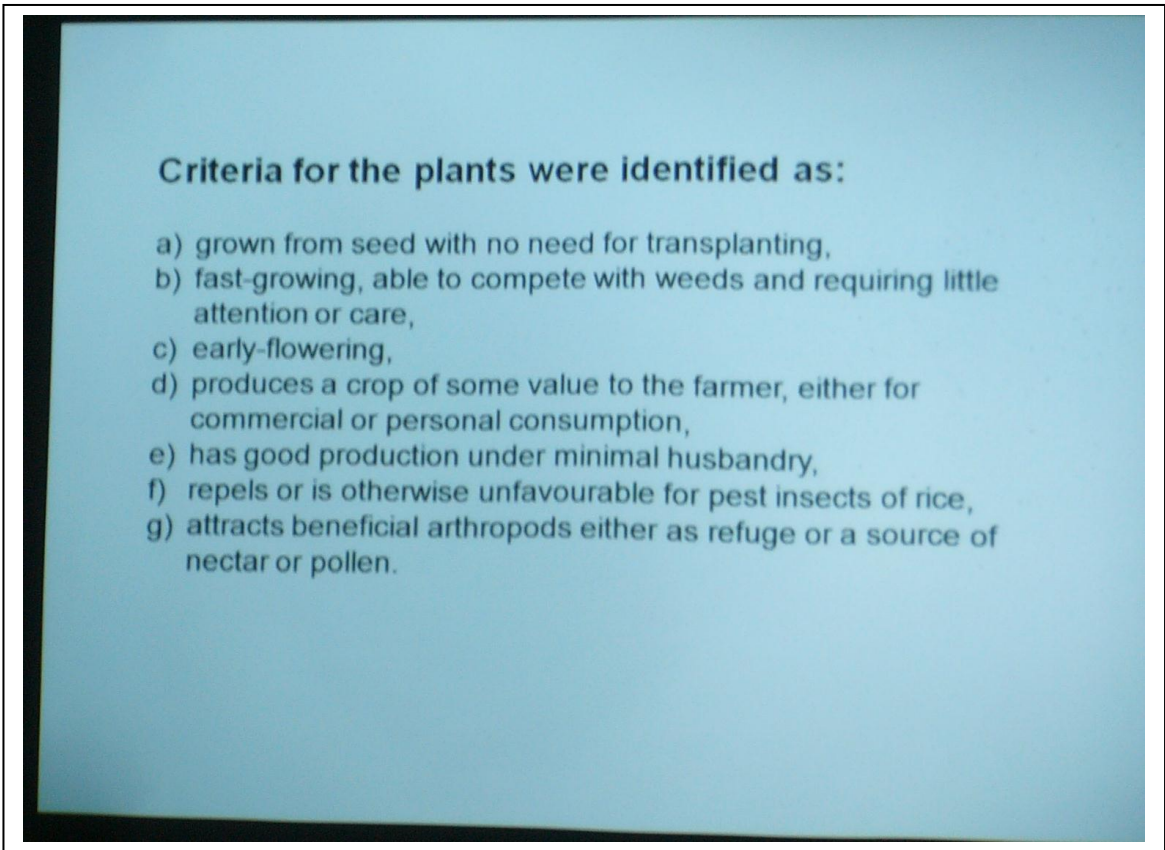 Criteria for the plants were identified as:
a) grown from seed with no need for transplanting,
b) fast-growing, able to compete with weeds and requiring little
attention or care,
c) early-flowering,
d) produces a crop of some value to the farmer, either for
commercial or personal consumption,
e) has good production under minimal husbandry,
f) repels or is otherwise unfavourable for pest insects of rice,
g) attracts beneficial arthropods either as refuge or a source of
nectar or pollen.